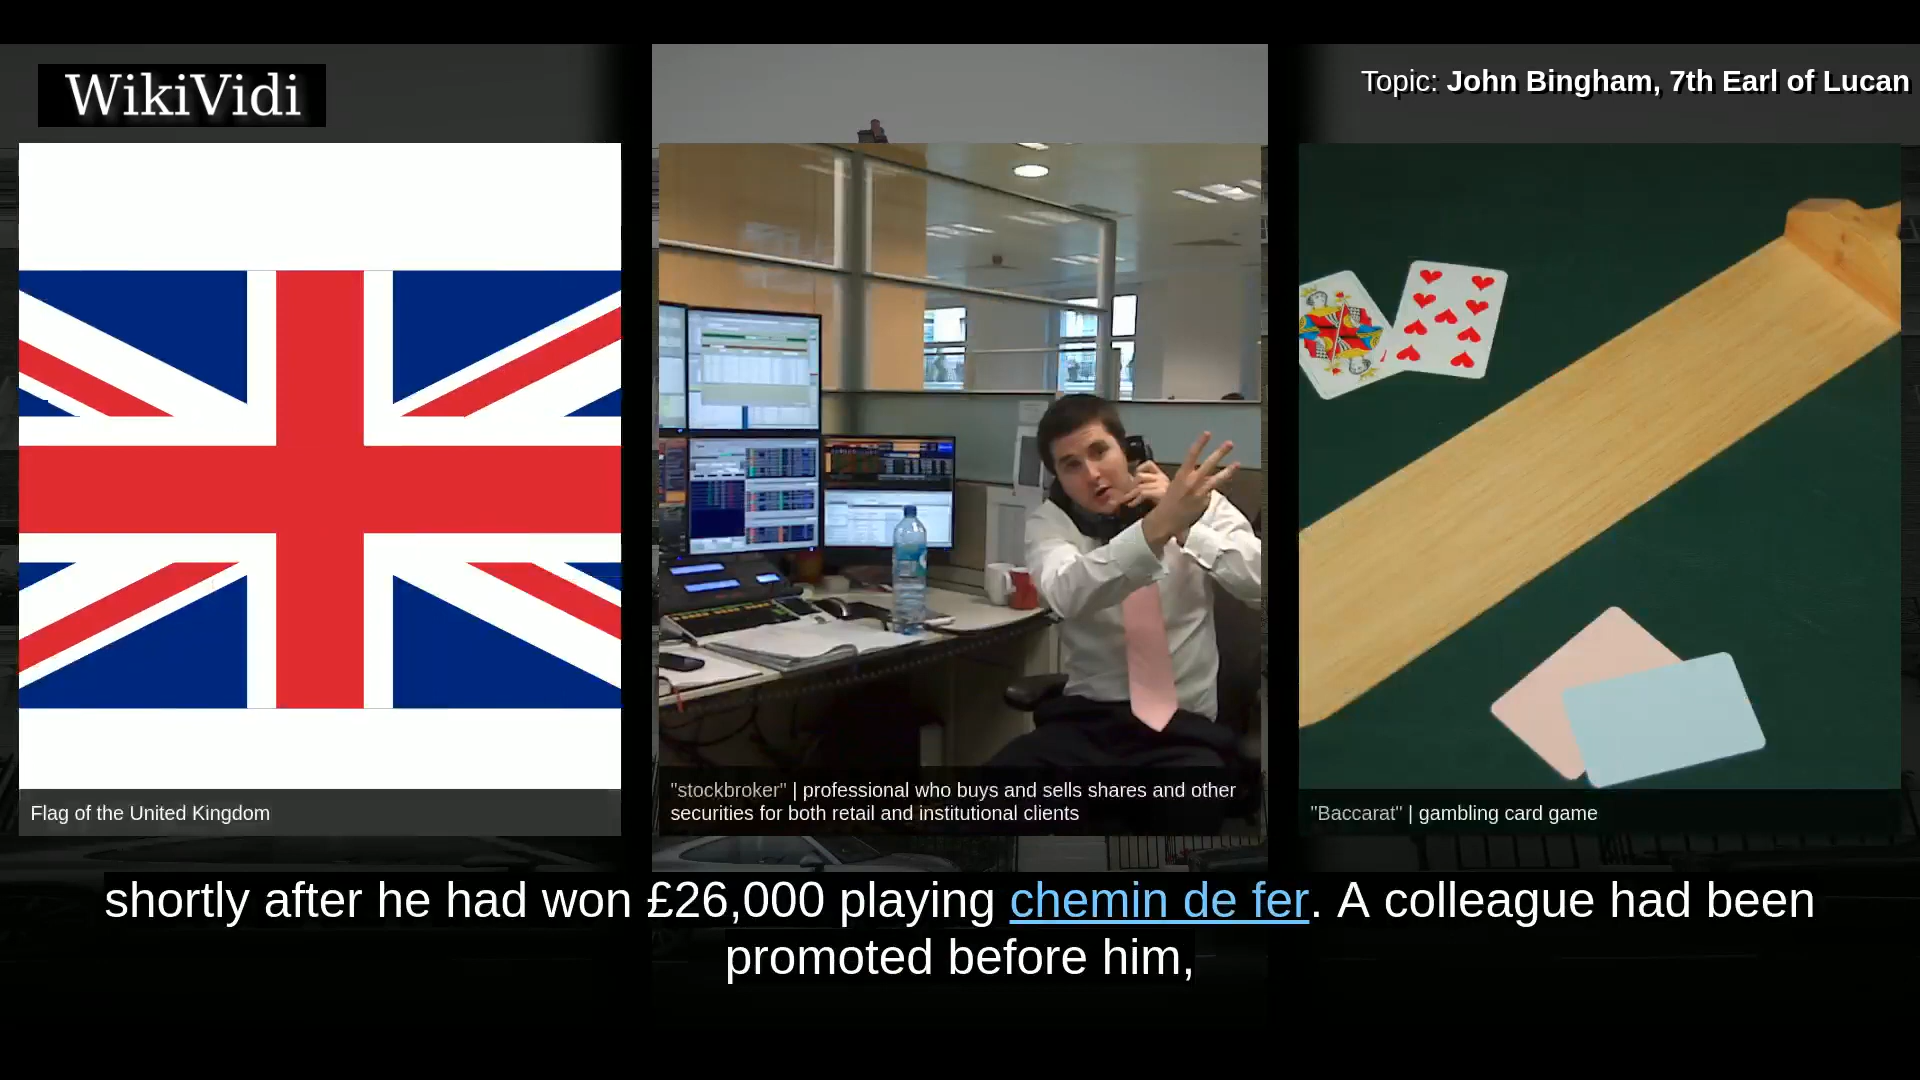 WikiVidi
Topic: John Bingham, 7th Earl of Lucan
Flag of the United Kingdom
"stockbroker" | professional who buys and sells shares and other
securities for both retail and institutional clients
"Baccarat" | gambling card game
shortly after he had won £26,000 playing chemin de fer. A colleague had been
promoted before him,